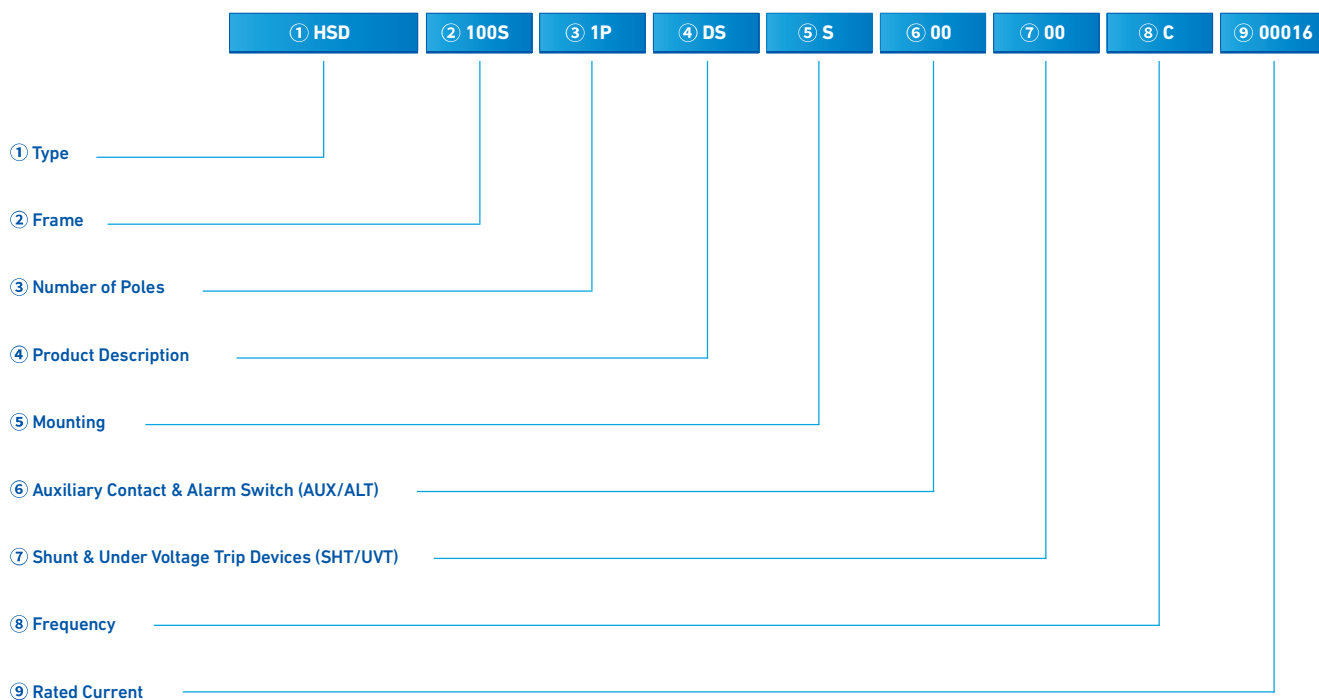 ① HSD ② 100S ③ 1P ④ DS ⑤ S ⑥ 00 ⑦ 00 ⑧ C ⑨ 00016
① Type
② Frame
③ Number of Poles
④ Product Description
⑤ Mounting
⑥ Auxiliary Contact & Alarm Switch (AUX/ALT)
⑦ Shunt & Under Voltage Trip Devices (SHT/UVT)
⑧ Frequency
⑨ Rated Current